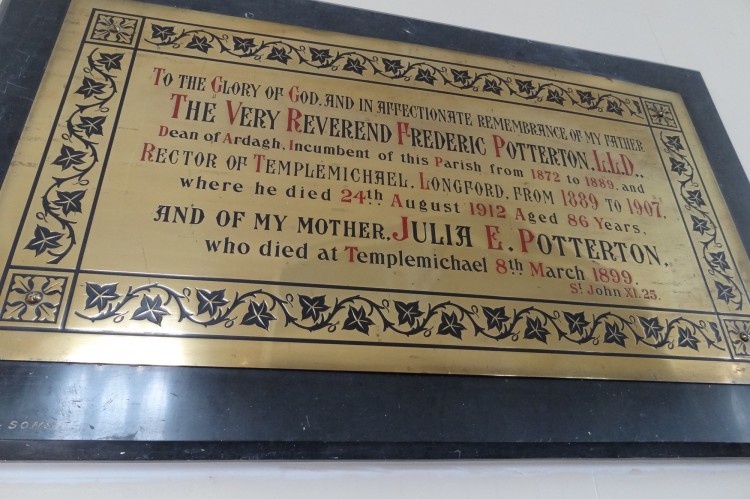 To the Glory of God, and in affectionate remembrance of my father
The Very Reverend Frederic Potterton, LL.D.,
Dean of Ardagh, Incumbent of this Parish from 1872 to 1889, and
Rector of Templemichael, Longford, from 1889 to 1907,
where he died 24th August 1912 Aged 86 Years,
and of my mother, Julia E. Potterton,
who died at Templemichael 8th March 1899.
St John XI.25.